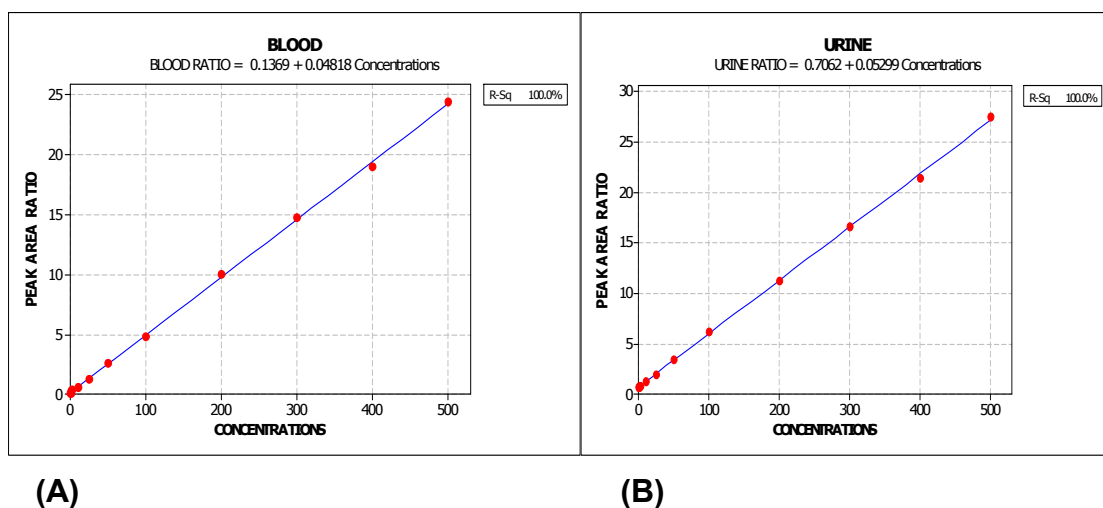 BLOOD
BLOOD RATIO = 0.1369 + 0.04818 Concentrations
R-Sq 100.0%
25
20
15
10
5
0
PEAK AREA RATIO
0 100 200 300 400 500
CONCENTRATIONS
URINE
URINE RATIO = 0.7062 + 0.05299 Concentrations
R-Sq 100.0%
30
25
20
15
10
5
0
PEAK AREA RATIO
0 100 200 300 400 500
CONCENTRATIONS
(A)
(B)